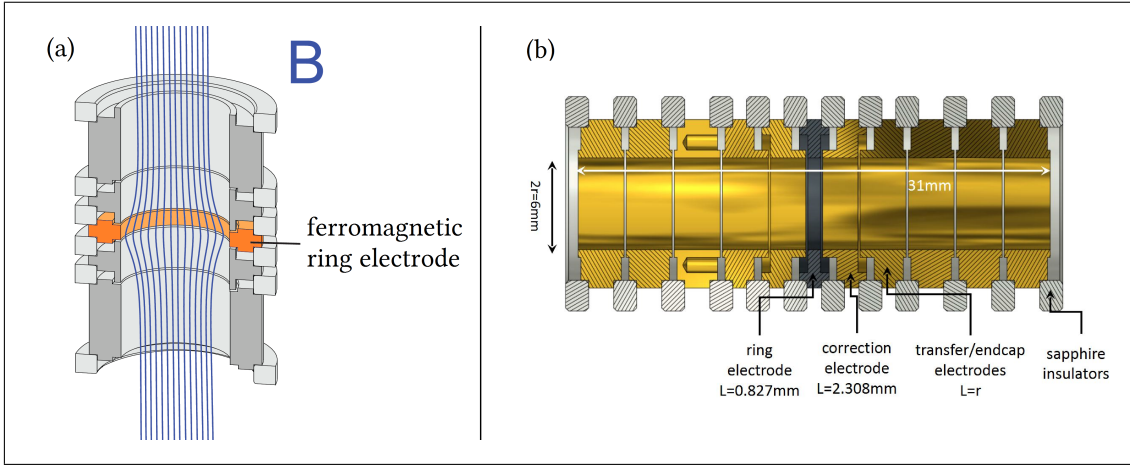 (a)
B
ferromagnetic
ring electrode
(b)
2r=6mm
31mm
ring
electrode
L=0.827mm
correction
electrode
L=2.308mm
transfer/endcap
electrodes
L=r
sapphire
insulators